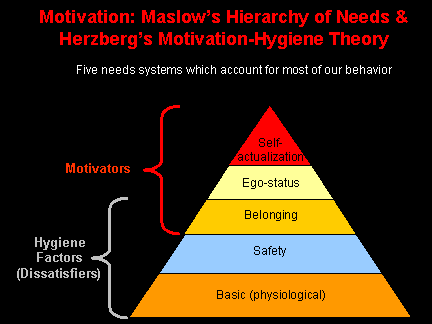 Motivation: Maslow's Hierarchy of Needs &
Herzberg's Motivation-Hygiene Theory
Five needs systems which account for most of our behavior
Self-
actualization
Motivators
Ego-status
Belonging
Hygiene
Factors
(Dissatisfiers)
Safety
Basic (physiological)